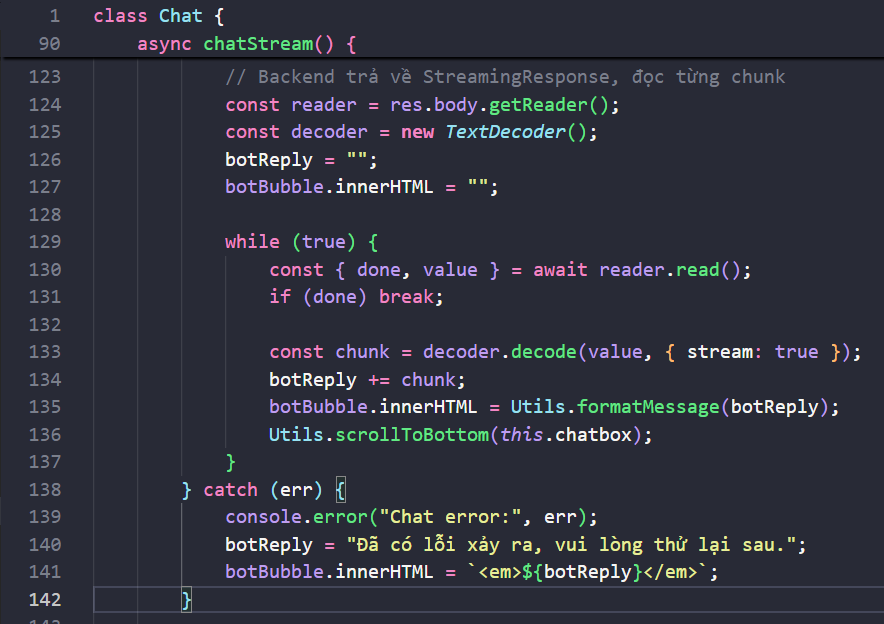 1 class Chat {
90 async chatStream() {
123 // Backend trả về StreamingResponse, đọc từng chunk
124 const reader = res.body.getReader();
125 const decoder = new TextDecoder();
126 botReply = "";
127 botBubble.innerHTML = "";
128
129 while (true) {
130 const { done, value } = await reader.read();
131 if (done) break;
132
133 const chunk = decoder.decode(value, { stream: true });
134 botReply += chunk;
135 botBubble.innerHTML = Utils.formatMessage(botReply);
136 Utils.scrollToBottom(this.chatbox);
137 }
138 } catch (err) {
139 console.error("Chat error:", err);
140 botReply = "Đã có lỗi xảy ra, vui lòng thử lại sau.";
141 botBubble.innerHTML = `<em>${botReply}</em>`;
142 }